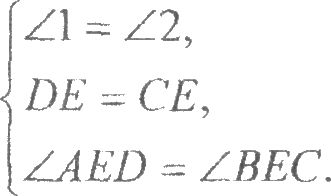 ∠1 = ∠2,
DE = CE,
∠AED = ∠BEC.